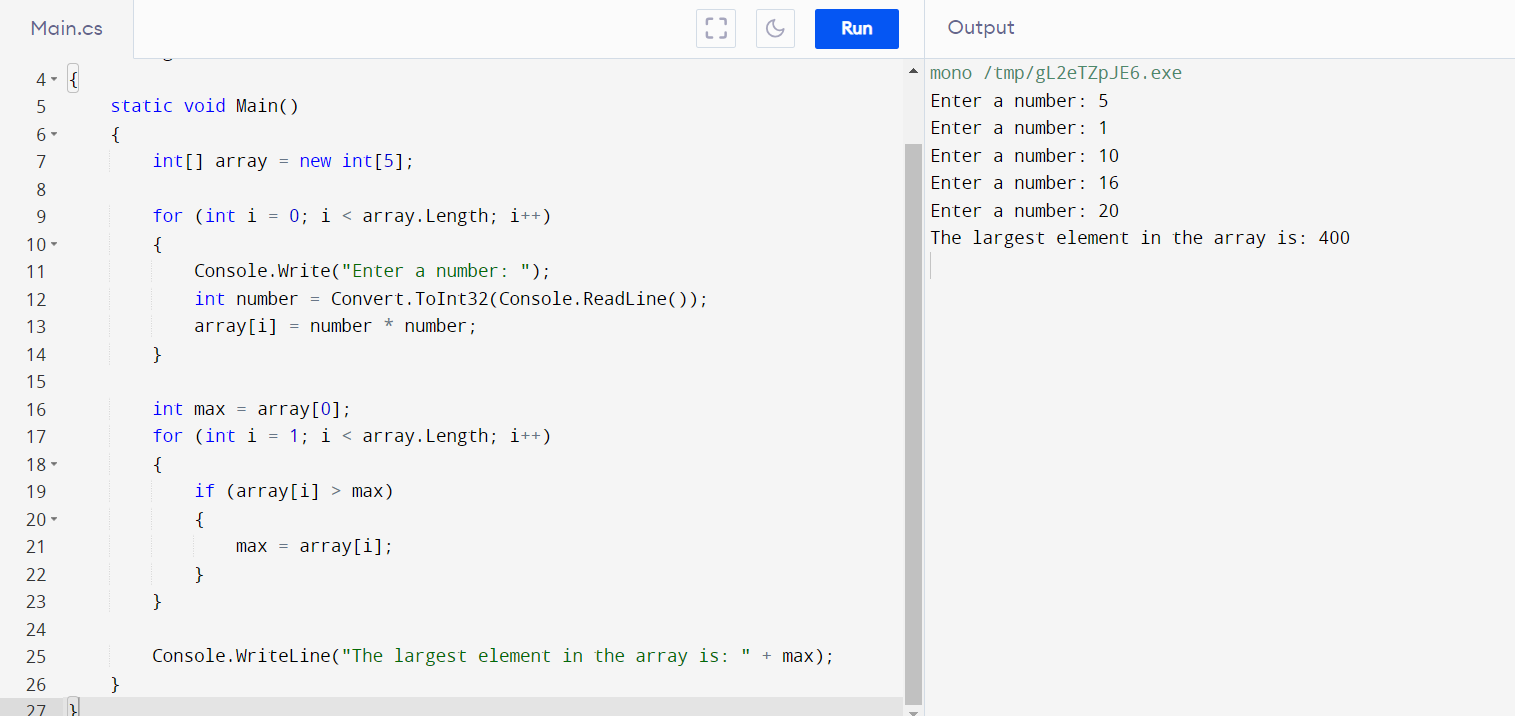 Main.cs
Run
Output
4 {
5 static void Main()
6 {
7 int[] array = new int[5];
8
9 for (int i = 0; i < array.Length; i++)
10 {
11 Console.Write("Enter a number: ");
12 int number = Convert.ToInt32(Console.ReadLine());
13 array[i] = number * number;
14 }
15
16 int max = array[0];
17 for (int i = 1; i < array.Length; i++)
18 {
19 if (array[i] > max)
20 {
21 max = array[i];
22 }
23 }
24
25 Console.WriteLine("The largest element in the array is: " + max);
26 }
27 }
mono /tmp/gL2eTZpJE6.exe
Enter a number: 5
Enter a number: 1
Enter a number: 10
Enter a number: 16
Enter a number: 20
The largest element in the array is: 400